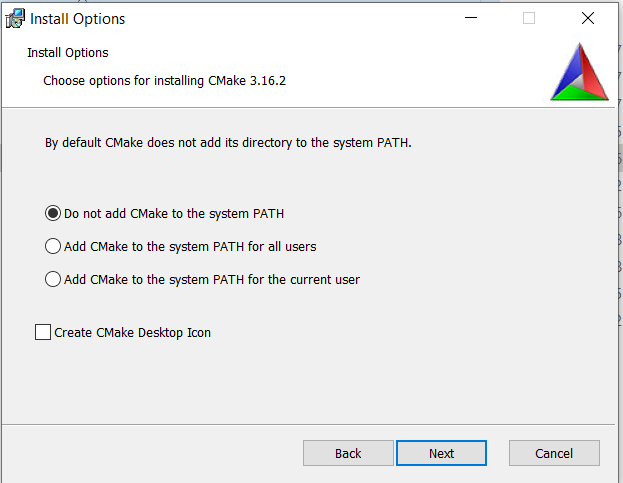 Install Options
Install Options
Choose options for installing CMake 3.16.2
By default CMake does not add its directory to the system PATH.
Do not add CMake to the system PATH
Add CMake to the system PATH for all users
Add CMake to the system PATH for the current user
Create CMake Desktop Icon
Back
Next
Cancel